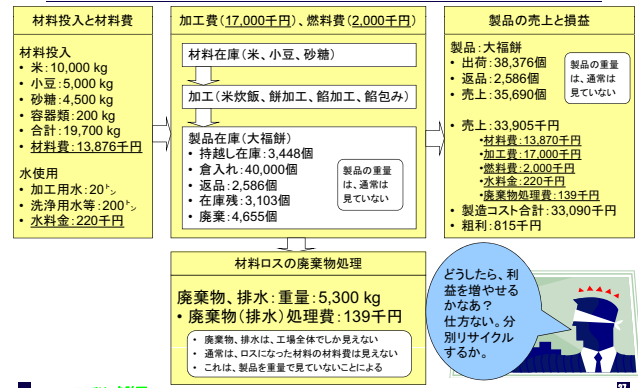 材料投入と材料費
材料投入
• 米：10,000 kg
• 小豆：5,000 kg
• 砂糖：4,500 kg
• 容器類：200 kg
• 合計：19,700 kg
• 材料費：13,876千円
水使用
• 加工用水：20㌧
• 洗浄用水等：200㌧
• 水料金：220千円
加工費（17,000千円）、燃料費（2,000千円）
材料在庫（米、小豆、砂糖）
加工（米炊飯、餅加工、餡加工、餡包み）
製品在庫（大福餅）
• 持越し在庫：3,448個
• 倉入れ：40,000個
• 返品：2,586個
• 在庫残：3,103個
• 廃棄：4,655個
製品の重量
は、通常は
見ていない
製品の売上と損益
製品：大福餅
• 出荷：38,376個
• 返品：2,586個
• 売上：35,690個
製品の重量
は、通常は
見ていない
• 売上：33,905千円
•材料費：13,870千円
•加工費：17,000千円
•燃料費：2,000千円
•水料金：220千円
•廃棄物処理費：139千円
• 製造コスト合計：33,090千円
• 粗利：815千円
材料ロスの廃棄物処理
廃棄物、排水：重量：5,300 kg
• 廃棄物（排水）処理費：139千円
• 廃棄物、排水は、工場全体でしか見えない
• 通常は、ロスになった材料の材料費は見えない
• これは、製品を重量で見ていないことによる
どうしたら、利
益を増やせる
かなあ？
仕方ない。分
別リサイクル
するか。